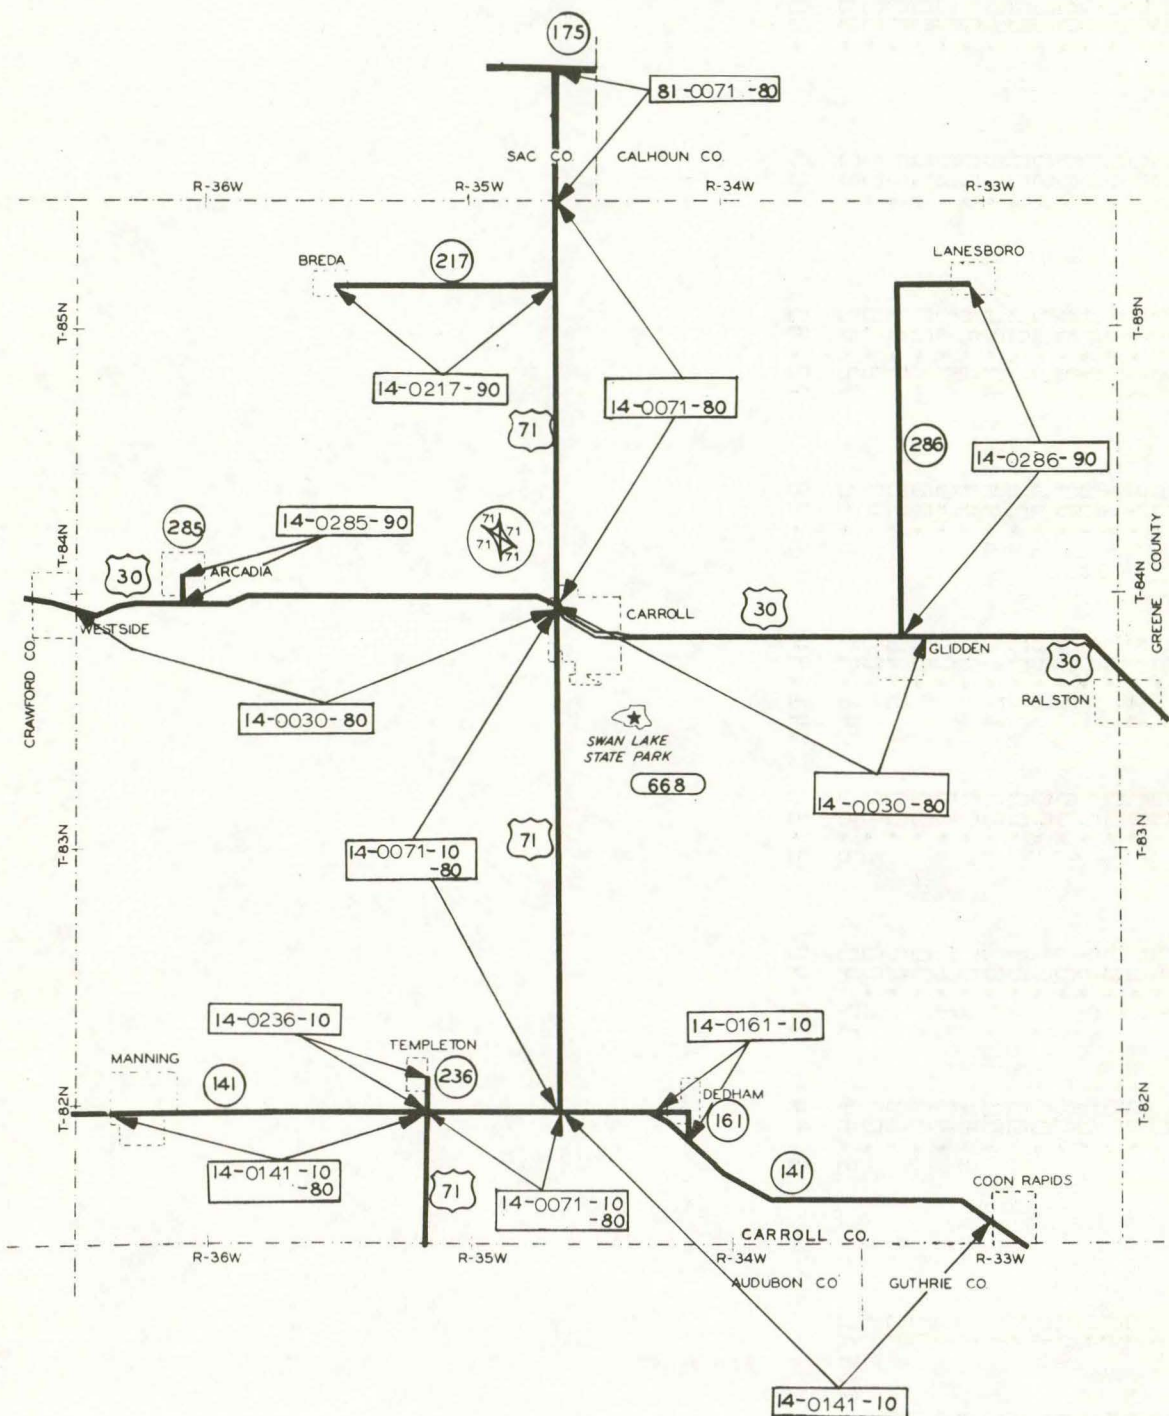 175
81-0071-80
SAC CO. CALHOUN CO.
R-36W R-35W R-34W R-33W
BREDA
217
LANESBORO
T-85N
T-85N
14-0217-90
14-0071-80
71
286
14-0286-90
285
14-0285-90
71
71
71
71
T-84N
30
ARCADIA
WESTSIDE
CARROLL
30
T-84N
GREENE COUNTY
GLIDDEN
30
RALSTON
CRAWFORD CO.
14-0030-80
SWAN LAKE
STATE PARK
668
14-0030-80
T-83N
14-0071-10
-80
71
T-83N
14-0236-10
14-0161-10
MANNING
TEMPLETON
141
236
DEDHAM
161
T-82N
T-82N
14-0141-10
-80
71
14-0071-10
-80
141
COON RAPIDS
CARROLL CO.
R-36W R-35W R-34W R-33W
AUDUBON CO GUTHRIE CO.
14-0141-10